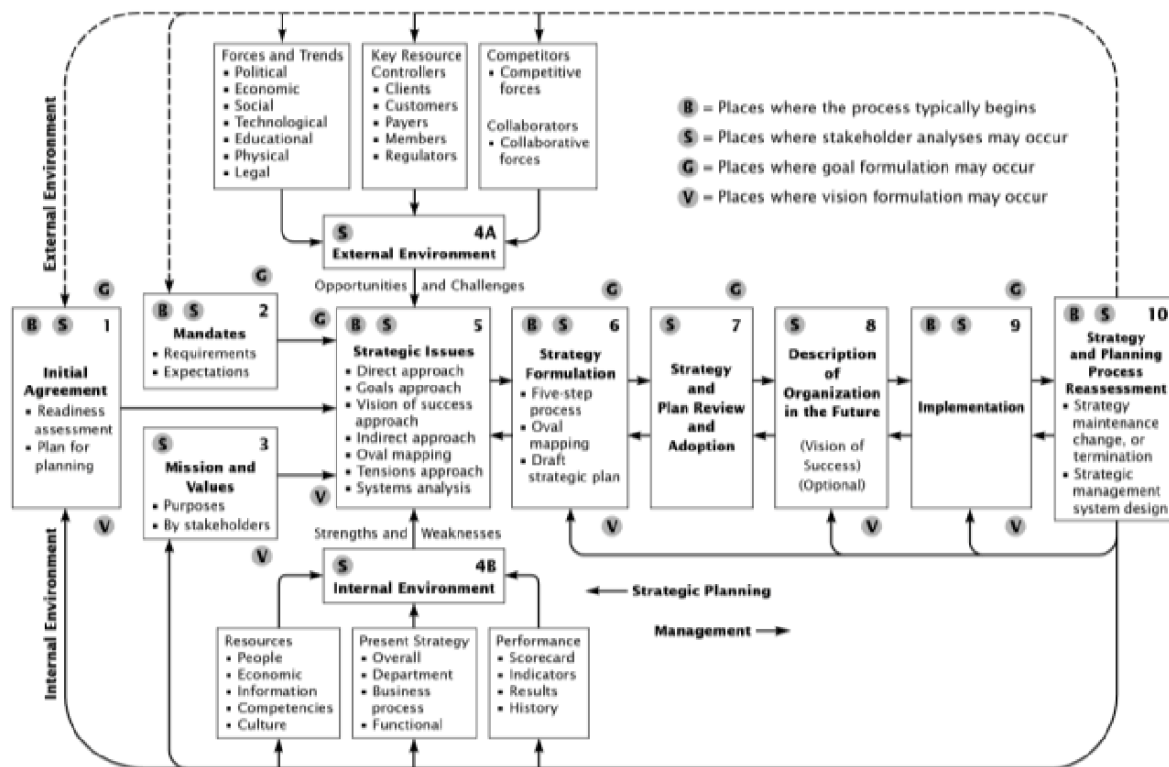 Forces and Trends
▪ Political
▪ Economic
▪ Social
▪ Technological
▪ Educational
▪ Physical
▪ Legal
Key Resource
Controllers
▪ Clients
▪ Customers
▪ Payers
▪ Members
▪ Regulators
Competitors
▪ Competitive
forces
Collaborators
▪ Collaborative
forces
B = Places where the process typically begins
S = Places where stakeholder analyses may occur
G = Places where goal formulation may occur
V = Places where vision formulation may occur
External Environment
S 4A
External Environment
Opportunities and Challenges
G
B S 1
Initial
Agreement
▪ Readiness
assessment
▪ Plan for
planning
V
G
B S 2
Mandates
▪ Requirements
▪ Expectations
S 3
Mission and
Values
▪ Purposes
▪ By stakeholders
V
G
B S 5
Strategic Issues
▪ Direct approach
▪ Goals approach
▪ Vision of success
approach
▪ Indirect approach
▪ Oval mapping
▪ Tensions approach
▪ Systems analysis
V
G
B S 6
Strategy
Formulation
▪ Five-step
process
▪ Oval
mapping
▪ Draft
strategic plan
V
G
S 7
Strategy
and
Plan Review
and
Adoption
S 8
Description
of
Organization
in the Future
(Vision of
Success)
(Optional)
V
G
B S 9
Implementation
V
B S 10
Strategy
and Planning
Process
Reassessment
▪ Strategy
maintenance
change, or
termination
▪ Strategic
management
system design
Strengths and Weaknesses
S 4B
Internal Environment
Strategic Planning
Management
Internal Environment
Resources
▪ People
▪ Economic
▪ Information
▪ Competencies
▪ Culture
Present Strategy
▪ Overall
▪ Department
▪ Business
process
▪ Functional
Performance
▪ Scorecard
▪ Indicators
▪ Results
▪ History